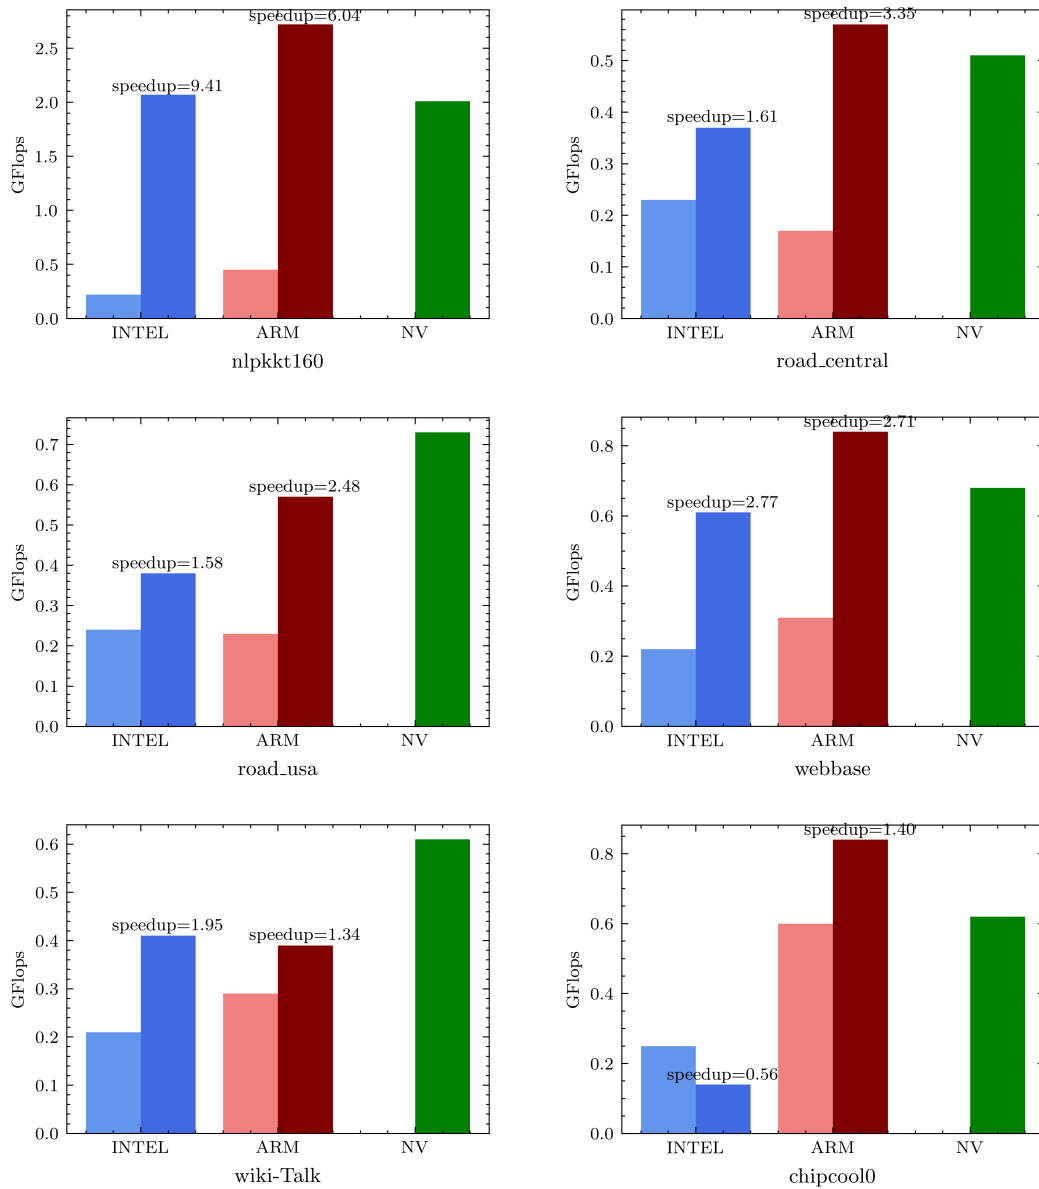 speedup=6.04
2.5
speedup=9.41
2.0
1.5
GFlops
1.0
0.5
0.0
INTEL ARM NV
nlpkkt160
speedup=3.35
0.5
0.4
speedup=1.61
0.3
GFlops
0.2
0.1
0.0
INTEL ARM NV
road_central
0.7
0.6
speedup=2.48
0.5
0.4
speedup=1.58
GFlops
0.3
0.2
0.1
0.0
INTEL ARM NV
road_usa
speedup=2.71
0.8
speedup=2.77
0.6
GFlops
0.4
0.2
0.0
INTEL ARM NV
webbase
0.6
0.5
speedup=1.95
speedup=1.34
0.4
GFlops
0.3
0.2
0.1
0.0
INTEL ARM NV
wiki-Talk
speedup=1.40
0.8
0.6
GFlops
0.4
0.2
speedup=0.56
0.0
INTEL ARM NV
chipcool0